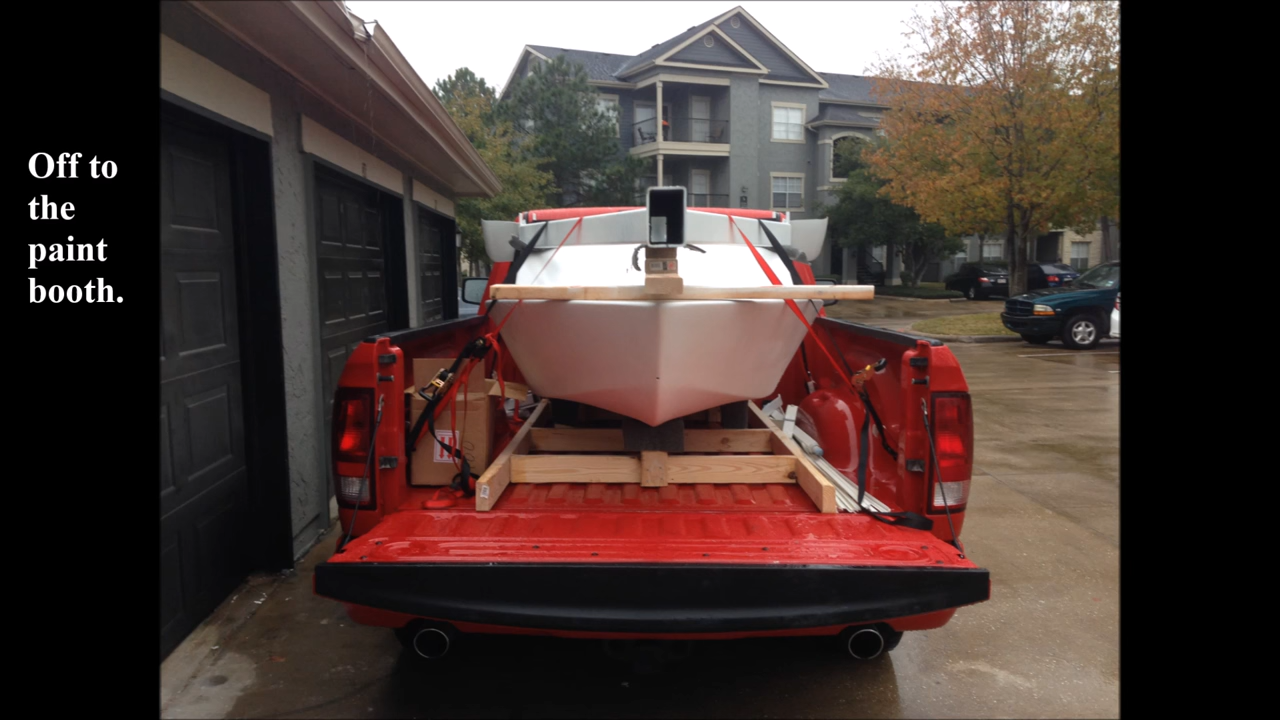 Off to
the
paint
booth.